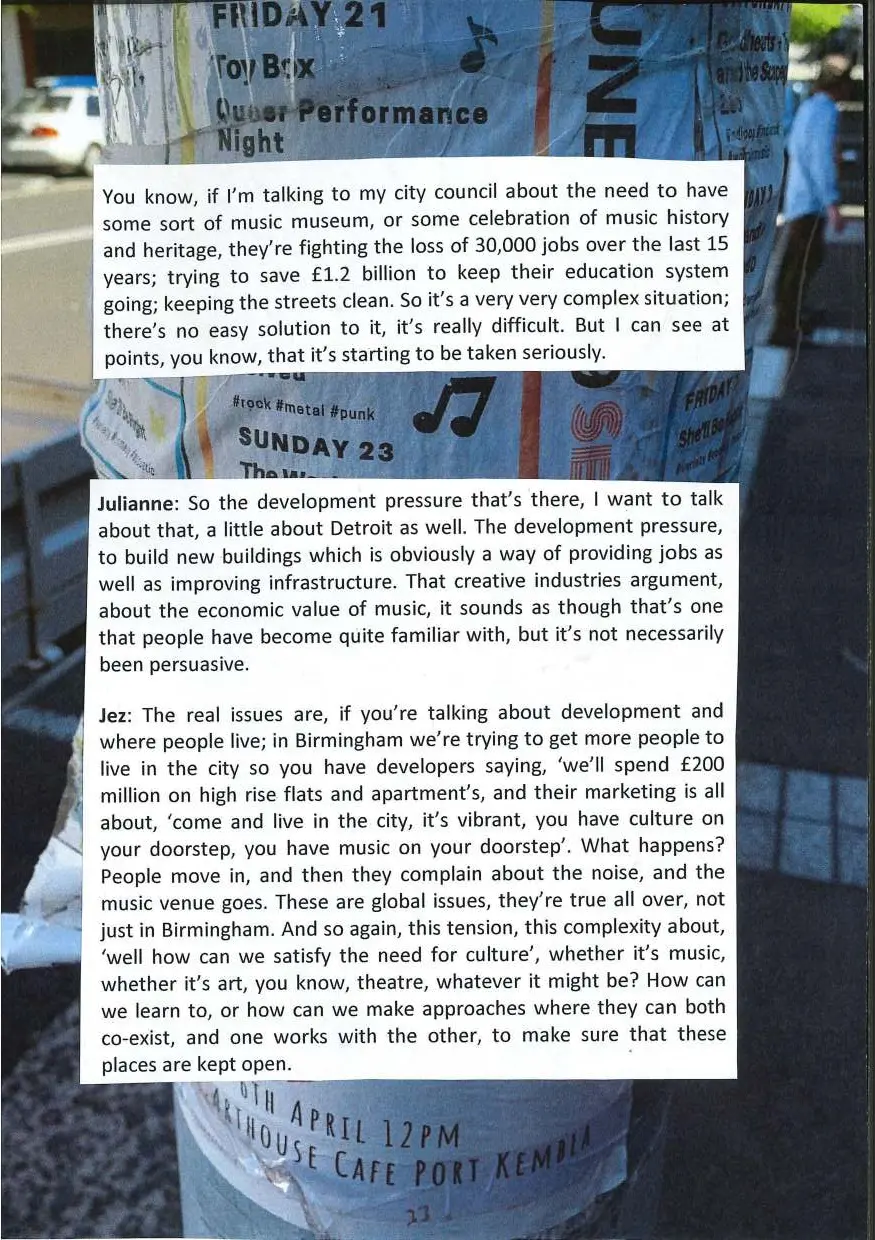 FRIDAY 21
Toy Box
Queer Performance
Night
UNE
and the Scape
You know, if I'm talking to my city council about the need to have
some sort of music museum, or some celebration of music history
and heritage, they're fighting the loss of 30,000 jobs over the last 15
years; trying to save £1.2 billion to keep their education system
going; keeping the streets clean. So it's a very very complex situation;
there's no easy solution to it, it's really difficult. But I can see at
points, you know, that it's starting to be taken seriously.
#rock #metal #punk
SUNDAY 23
The
FRIDAY
She'll Be
Julianne: So the development pressure that's there, I want to talk
about that, a little about Detroit as well. The development pressure,
to build new buildings which is obviously a way of providing jobs as
well as improving infrastructure. That creative industries argument,
about the economic value of music, it sounds as though that's one
that people have become quite familiar with, but it's not necessarily
been persuasive.
Jez: The real issues are, if you're talking about development and
where people live; in Birmingham we're trying to get more people to
live in the city so you have developers saying, 'we'll spend £200
million on high rise flats and apartment's, and their marketing is all
about, 'come and live in the city, it's vibrant, you have culture on
your doorstep, you have music on your doorstep'. What happens?
People move in, and then they complain about the noise, and the
music venue goes. These are global issues, they're true all over, not
just in Birmingham. And so again, this tension, this complexity about,
'well how can we satisfy the need for culture', whether it's music,
whether it's art, you know, theatre, whatever it might be? How can
we learn to, or how can we make approaches where they can both
co-exist, and one works with the other, to make sure that these
places are kept open.
0TH APRIL 12PM
ARTHOUSE CAFE PORT KEMBLA
23